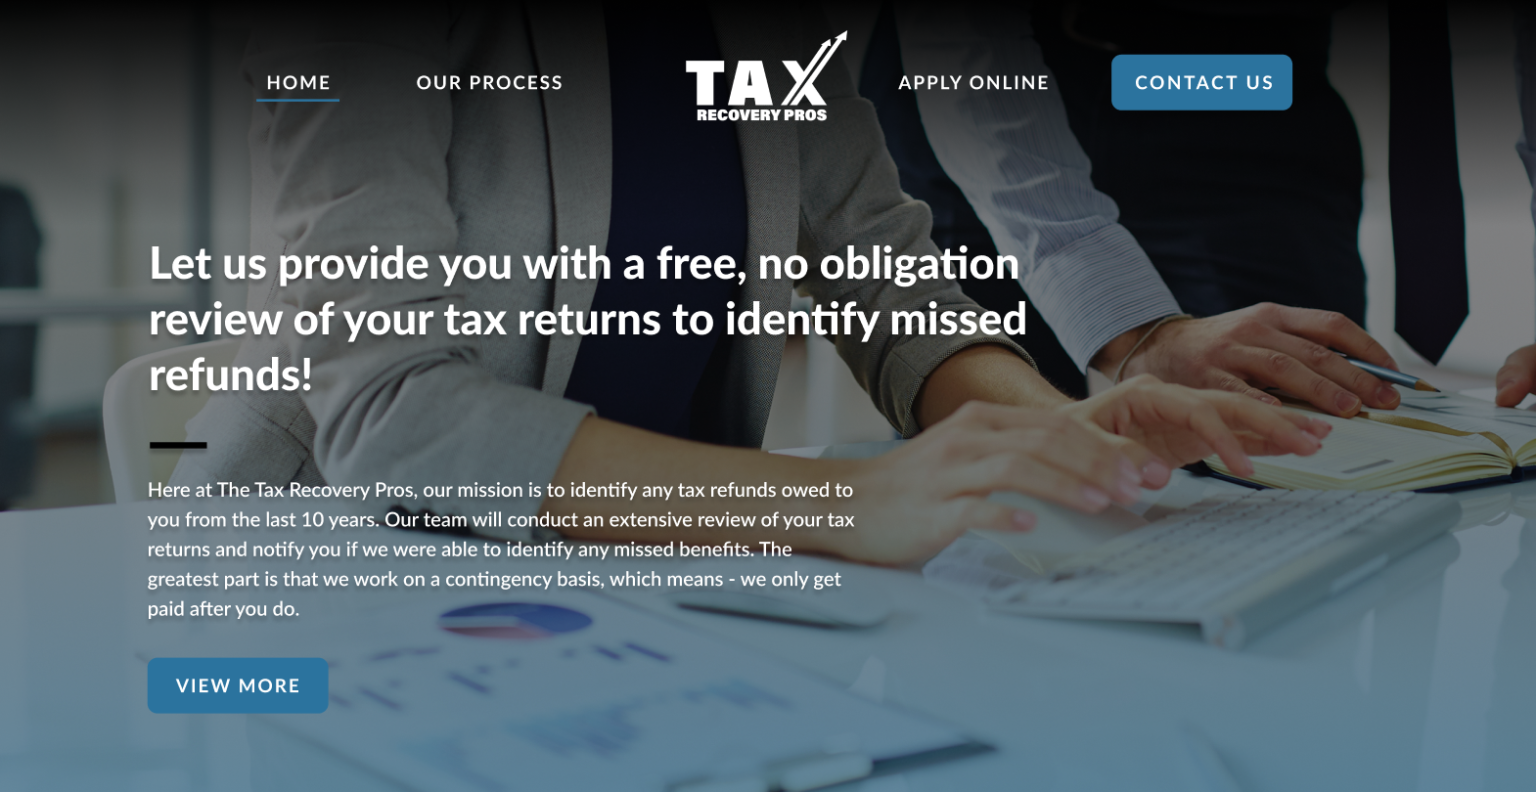 HOME
OUR PROCESS
TAX
RECOVERY PROS
APPLY ONLINE
CONTACT US
Let us provide you with a free, no obligation
review of your tax returns to identify missed
refunds!
Here at The Tax Recovery Pros, our mission is to identify any tax refunds owed to
you from the last 10 years. Our team will conduct an extensive review of your tax
returns and notify you if we were able to identify any missed benefits. The
greatest part is that we work on a contingency basis, which means - we only get
paid after you do.
VIEW MORE